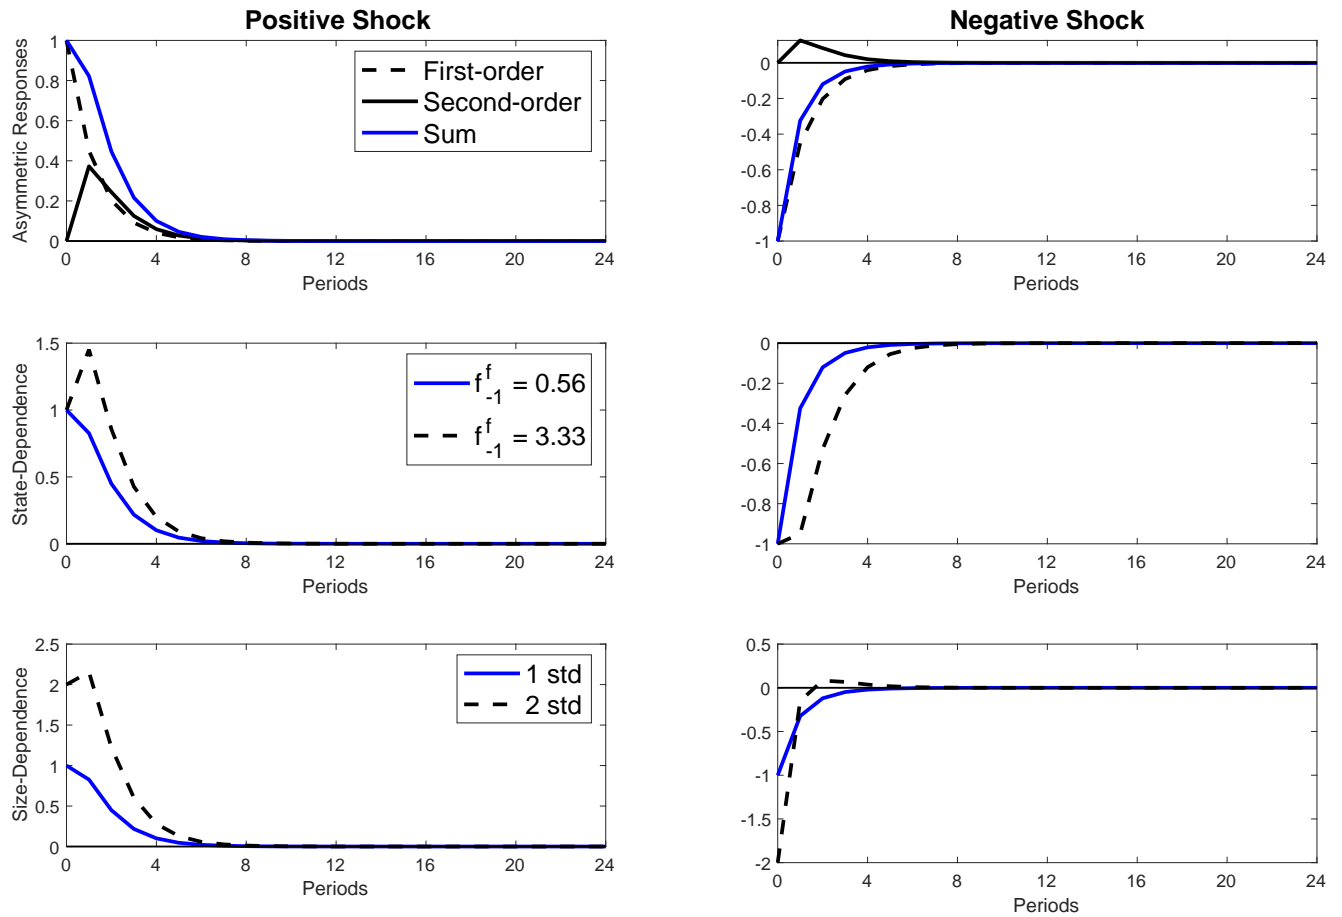 Positive Shock
Asymmetric Responses
1
0.8
0.6
0.4
0.2
0
First-order
Second-order
Sum
0 4 8 12 16 20 24
Periods
Negative Shock
0
-0.2
-0.4
-0.6
-0.8
-1
0 4 8 12 16 20 24
Periods
State-Dependence
1.5
1
0.5
0
f^f_-1 = 0.56
f^f_-1 = 3.33
0 4 8 12 16 20 24
Periods
0
-0.2
-0.4
-0.6
-0.8
-1
0 4 8 12 16 20 24
Periods
Size-Dependence
2.5
2
1.5
1
0.5
0
1 std
2 std
0 4 8 12 16 20 24
Periods
0.5
0
-0.5
-1
-1.5
-2
0 4 8 12 16 20 24
Periods